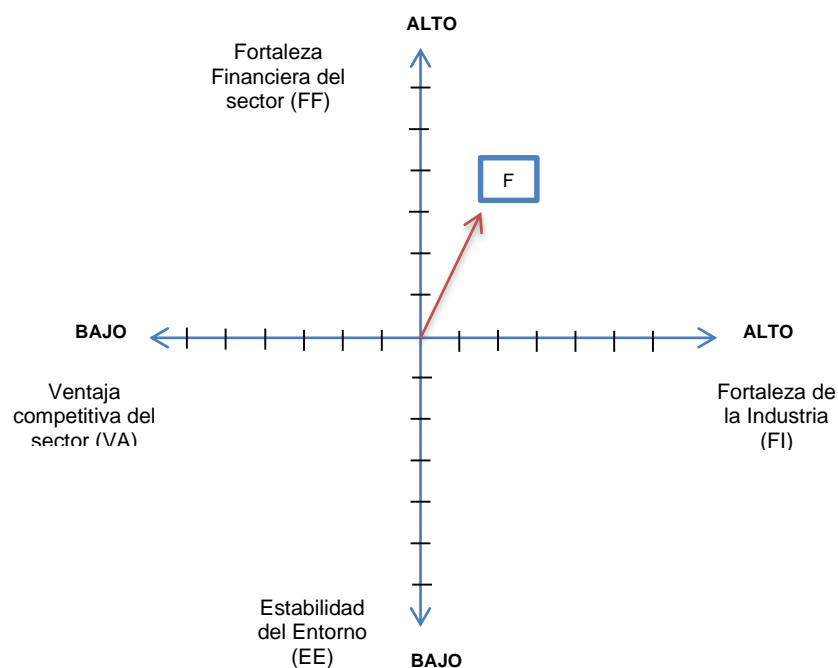 ALTO
Fortaleza
Financiera del
sector (FF)
F
BAJO
ALTO
Ventaja
competitiva del
sector (VA)
Fortaleza de
la Industria
(FI)
Estabilidad
del Entorno
(EE)
BAJO